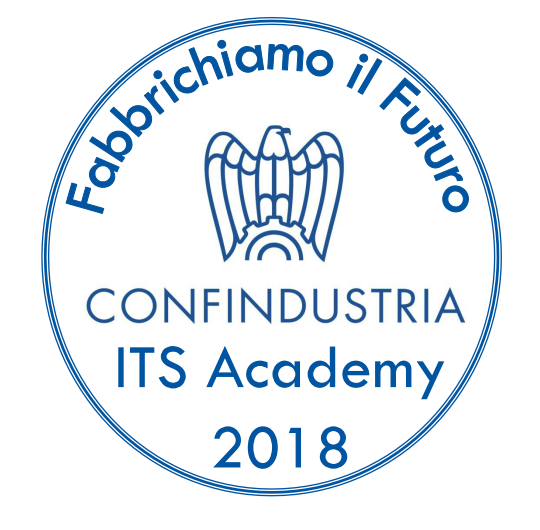 Fabbrichiamo il Futuro
CONFINDUSTRIA
ITS Academy
2018